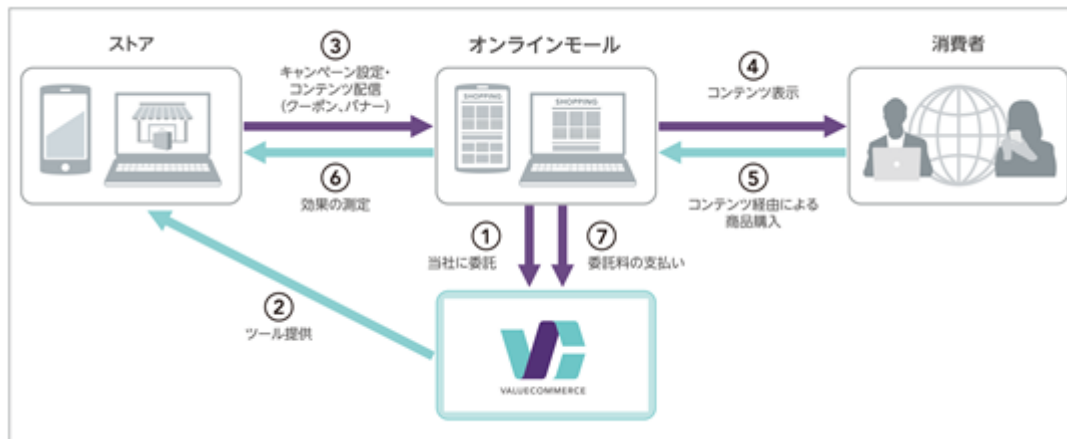 ストア
③
キャンペーン設定・
コンテンツ配信
(クーポン、バナー)
オンラインモール
④
コンテンツ表示
消費者
SHOPPING
SHOPPING
⑥
効果の測定
⑤
コンテンツ経由による
商品購入
①
当社に委託
⑦
委託料の支払い
②
ツール提供
VALUECOMMERCE